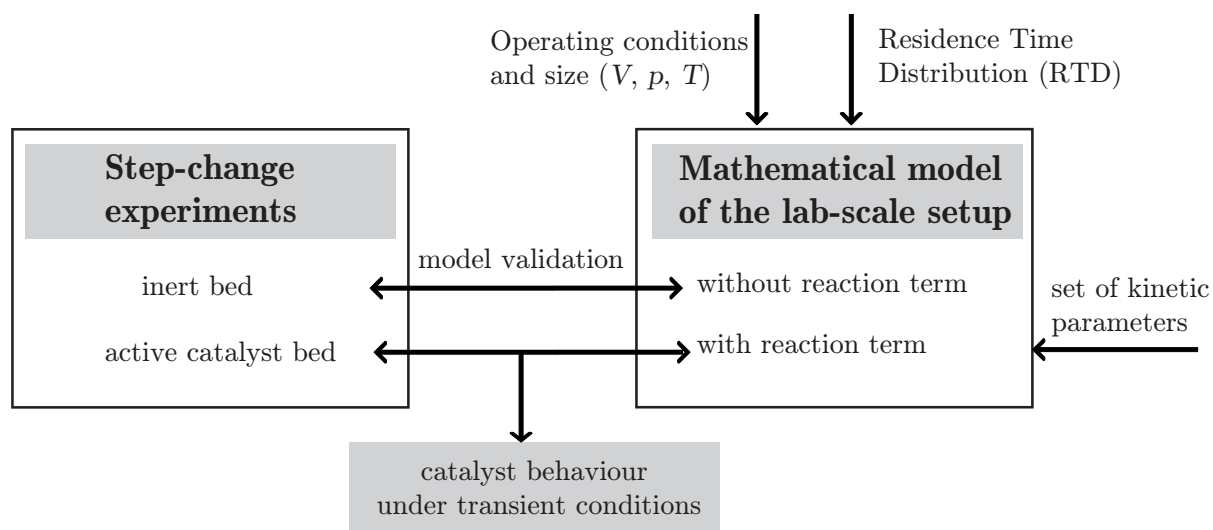 Operating conditions
and size (V, p, T)
Residence Time
Distribution (RTD)
Step-change
experiments
Mathematical model
of the lab-scale setup
model validation
inert bed
without reaction term
set of kinetic
parameters
active catalyst bed
with reaction term
catalyst behaviour
under transient conditions